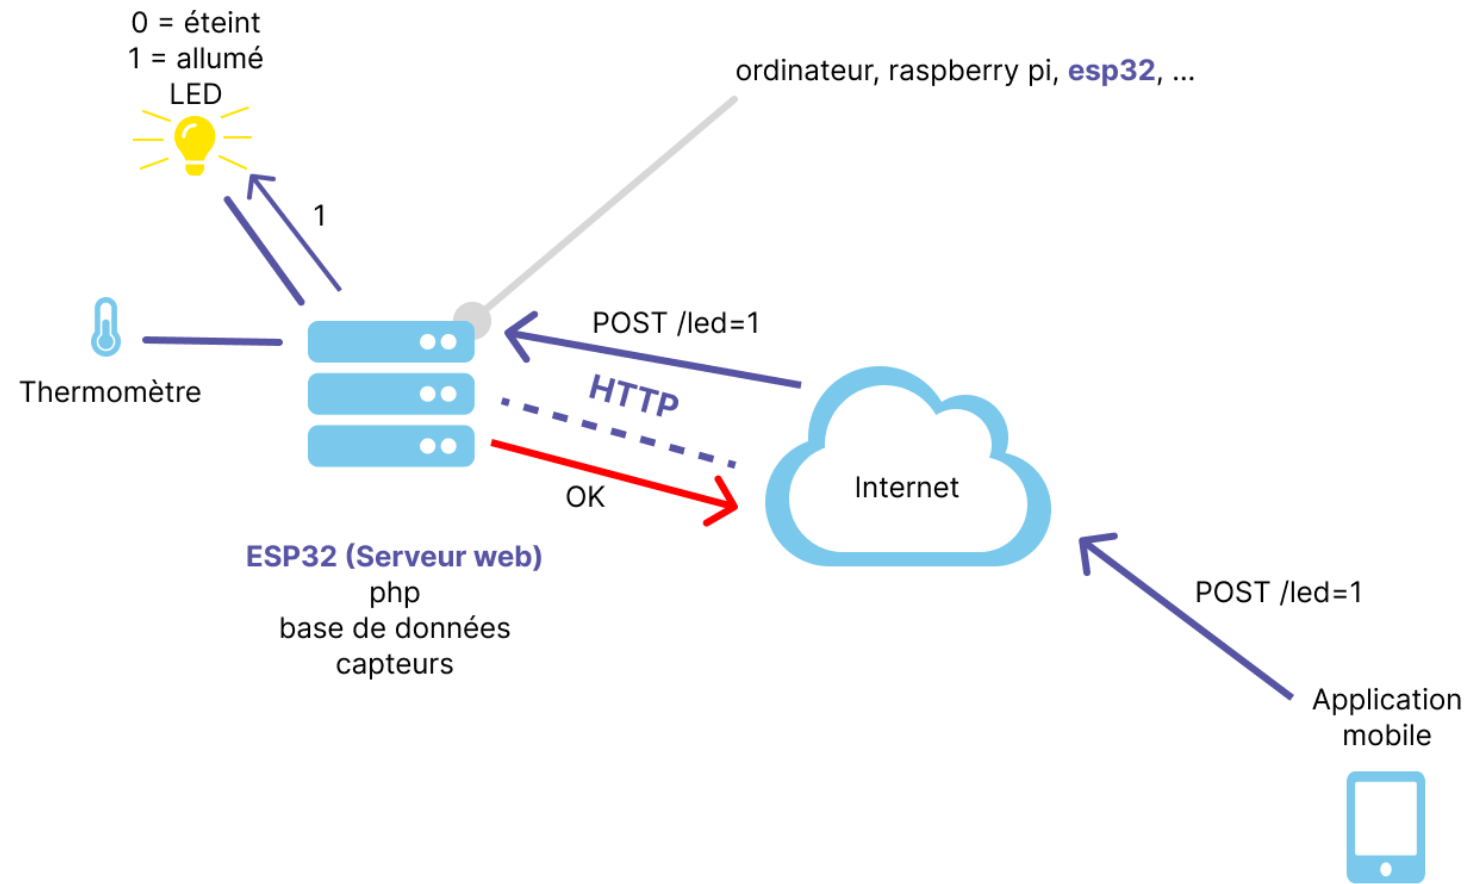 0 = éteint
1 = allumé
LED
ordinateur, raspberry pi, esp32, ...
1
POST /led=1
HTTP
Thermomètre
OK
Internet
ESP32 (Serveur web)
php
base de données
capteurs
POST /led=1
Application
mobile